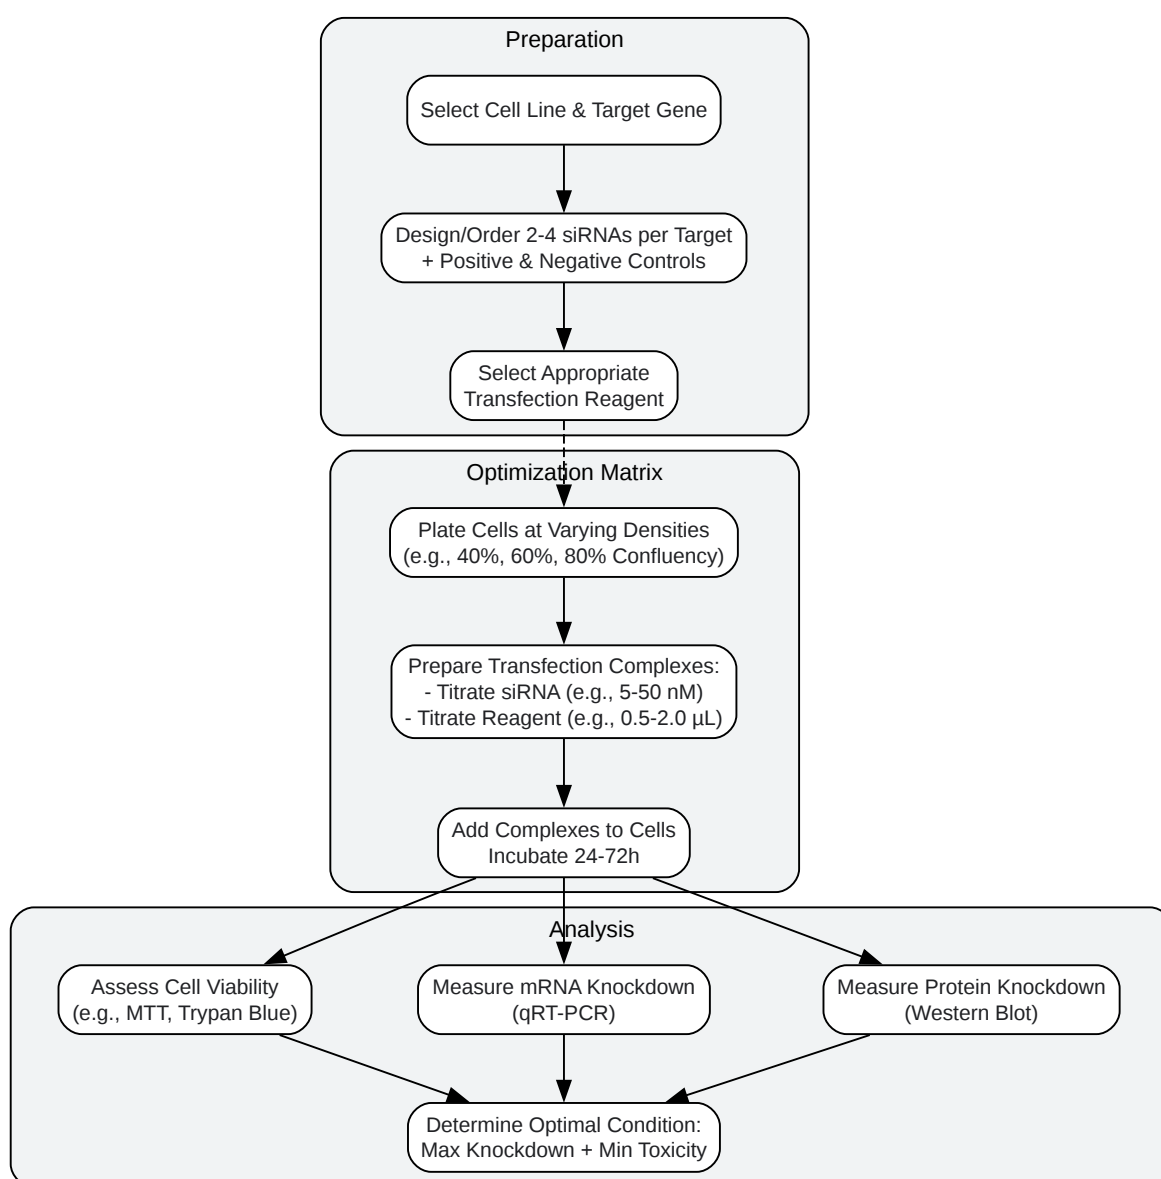 Preparation
Select Cell Line & Target Gene
Design/Order 2-4 siRNAs per Target
+ Positive & Negative Controls
Select Appropriate
Transfection Reagent
Optimization Matrix
Plate Cells at Varying Densities
(e.g., 40%, 60%, 80% Confluency)
Prepare Transfection Complexes:
- Titrate siRNA (e.g., 5-50 nM)
- Titrate Reagent (e.g., 0.5-2.0 µL)
Add Complexes to Cells
Incubate 24-72h
Analysis
Assess Cell Viability
(e.g., MTT, Trypan Blue)
Measure mRNA Knockdown
(qRT-PCR)
Measure Protein Knockdown
(Western Blot)
Determine Optimal Condition:
Max Knockdown + Min Toxicity